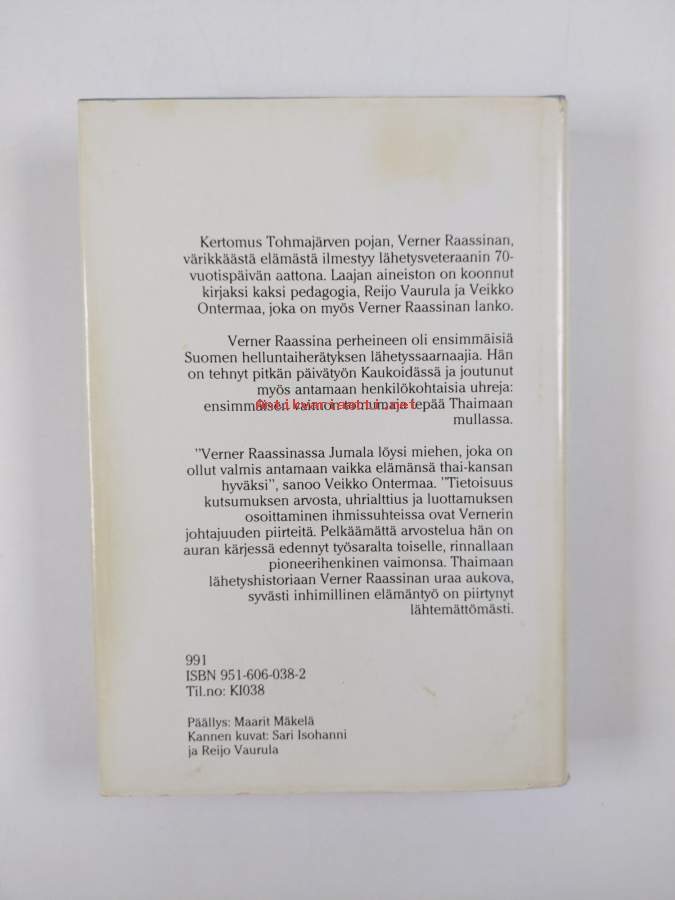 Kertomus Tohmajärven pojan, Verner Raassinan,
värikkäästä elämästä ilmestyy lähetysveteraanin 70-
vuotispäivän aattona. Laajan aineiston on koonnut
kirjaksi kaksi pedagogia, Reijo Vaurula ja Veikko
Ontermaa, joka on myös Verner Raassinan lanko.
Verner Raassina perheineen oli ensimmäisiä
Suomen helluntaiherätyksen lähetyssaarnaajia. Hän
on tehnyt pitkän päivätyön Kaukoidässä ja joutunut
myös antamaan henkilökohtaisia uhreja:
ensimmäisen vaimon tomumaja lepää Thaimaan
mullassa.
"Verner Raassinassa Jumala löysi miehen, joka on
ollut valmis antamaan vaikka elämänsä thai-kansan
hyväksi", sanoo Veikko Ontermaa. "Tietoisuus
kutsumuksen arvosta, uhrialttius ja luottamuksen
osoittaminen ihmissuhteissa ovat Vernerin
johtajuuden piirteitä. Pelkäämättä arvostelua hän on
auran kärjessä edennyt työsaralta toiselle, rinnallaan
pioneerihenkinen vaimonsa. Thaimaan
lähetyshistoriaan Verner Raassinan uraa aukova,
syvästi inhimillinen elämäntyö on piirtynyt
lähtemättömästi.
991
ISBN 951-606-038-2
Til.no: KI038
Päällys: Maarit Mäkelä
Kannen kuvat: Sari Isohanni
ja Reijo Vaurula